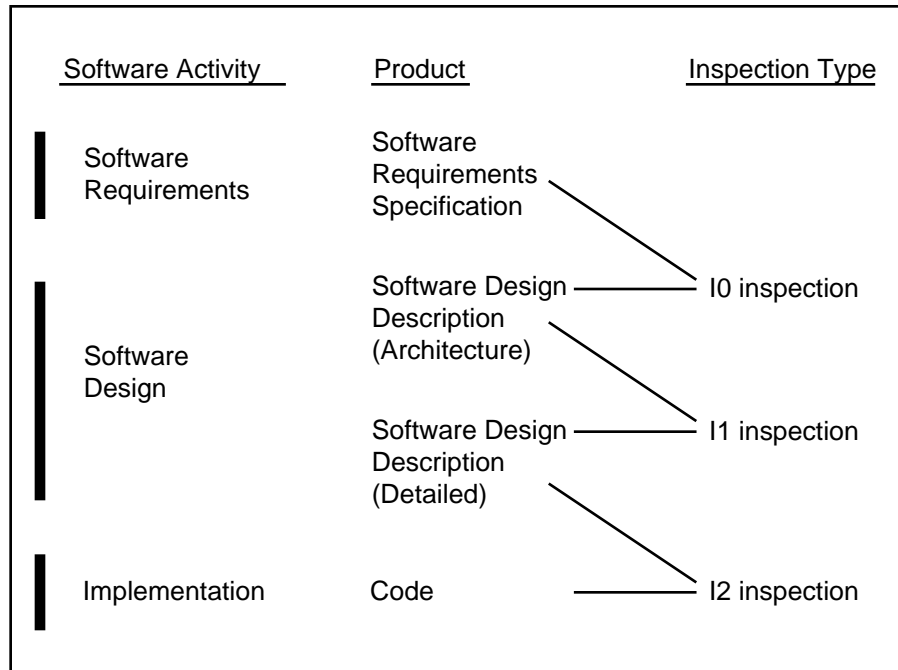 Software Activity
Product
Inspection Type
Software
Requirements
Software
Requirements
Specification
I0 inspection
Software
Design
Software Design
Description
(Architecture)
I1 inspection
Software Design
Description
(Detailed)
Implementation
Code
I2 inspection